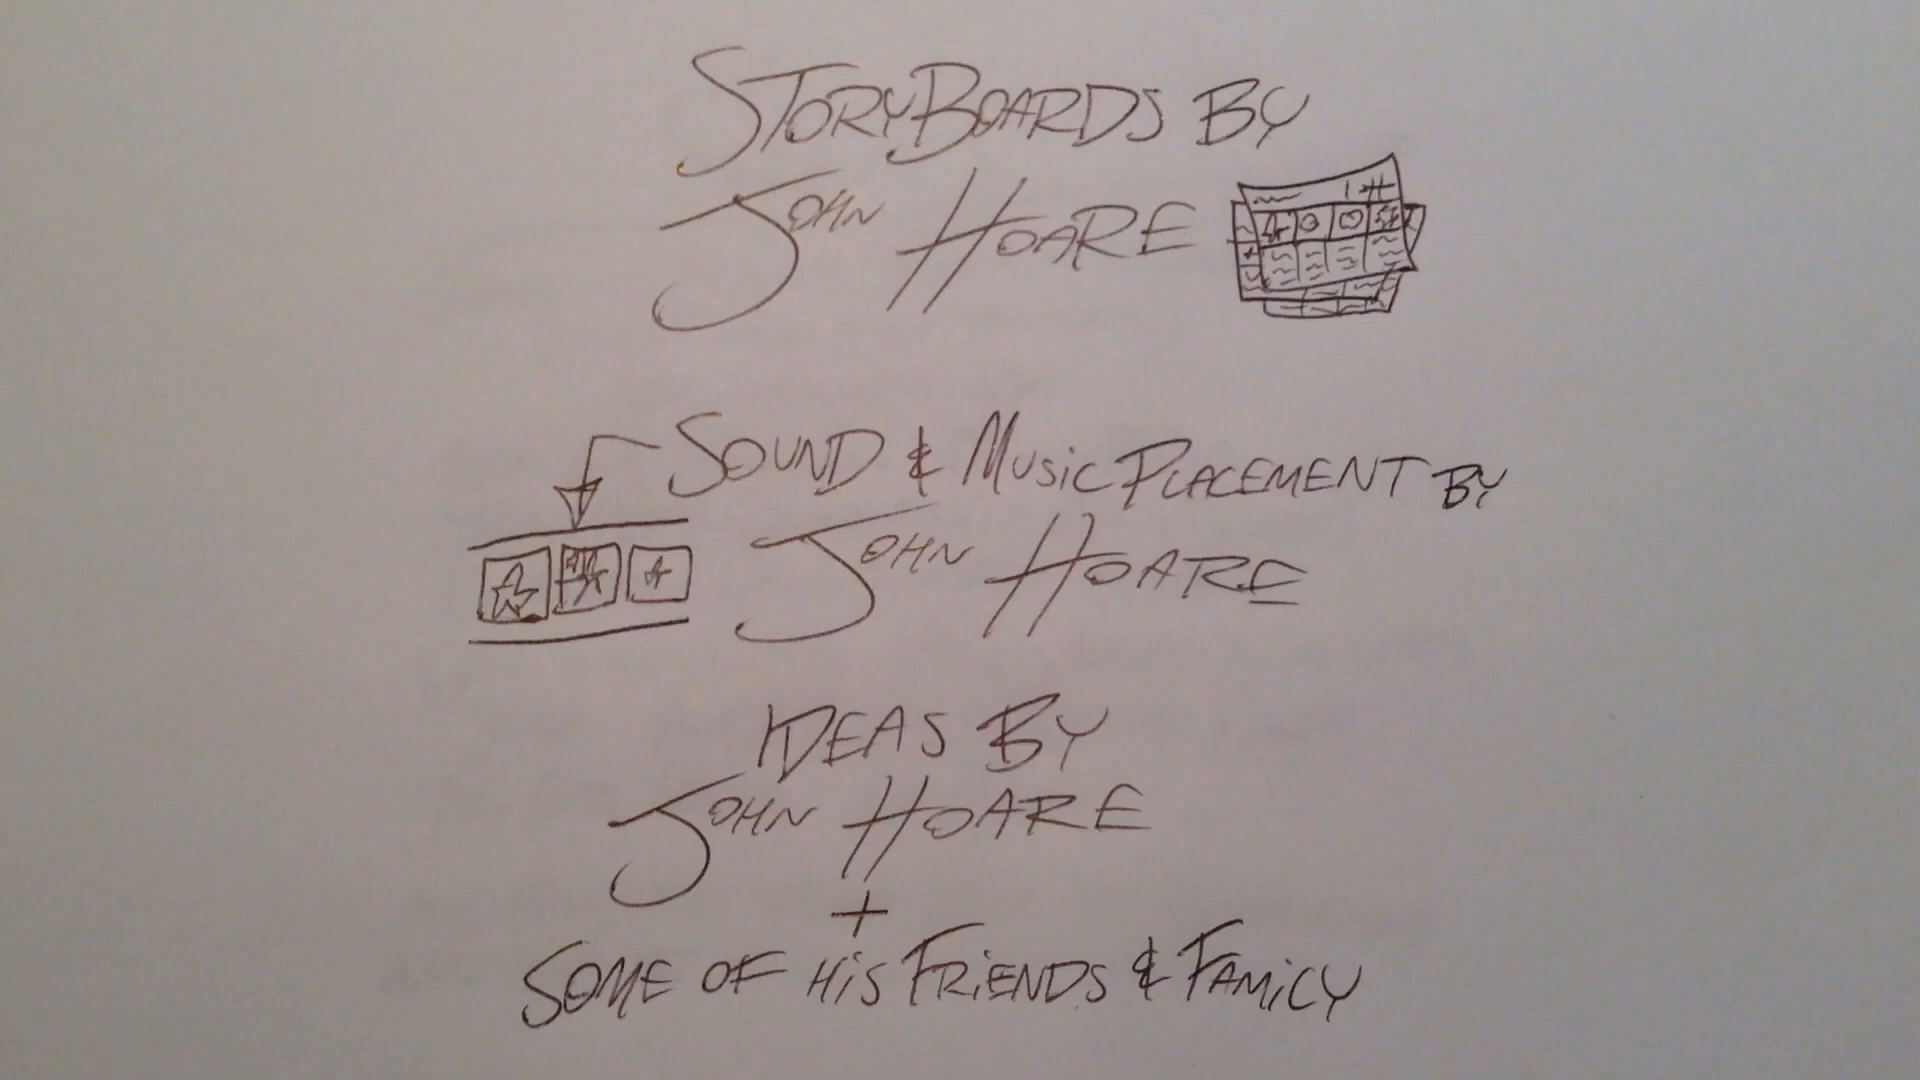 STORYBOARDS BY
JOHN HOARE
SOUND & MUSIC PLACEMENT BY
JOHN HOARE
IDEAS BY
JOHN HOARE
+
SOME OF HIS FRIENDS & FAMILY